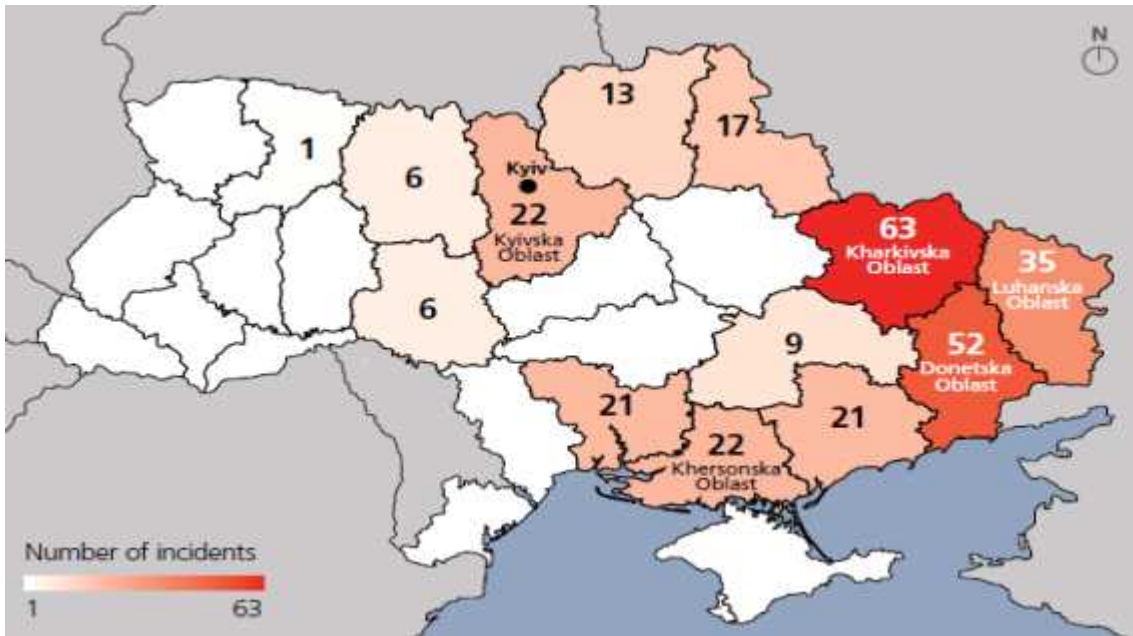 N
13
17
1
6
Kyiv
22
Kyivska
Oblast
63
Kharkivska
Oblast
35
Luhanska
Oblast
6
9
52
Donetska
Oblast
21
21
22
Khersonska
Oblast
Number of incidents
1 63